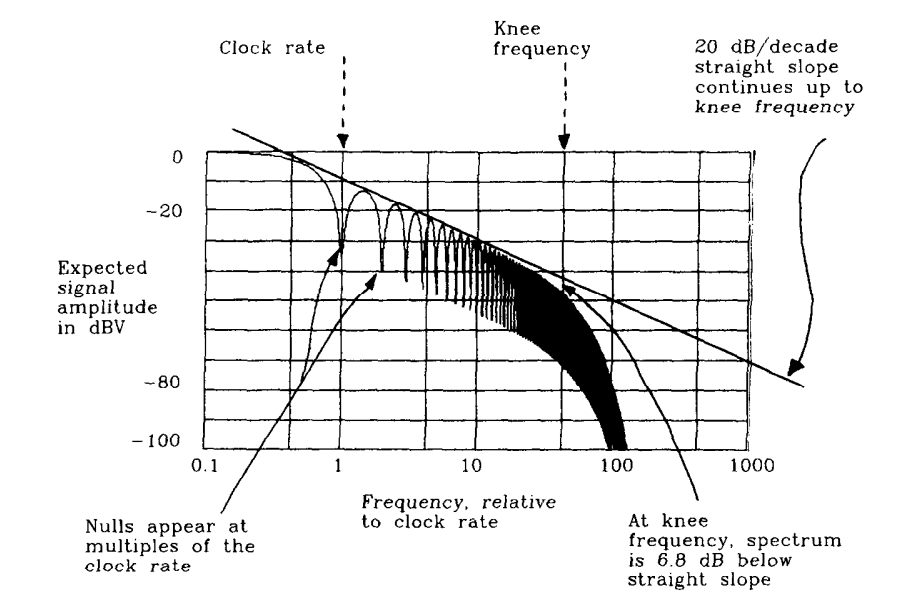 Clock rate
Knee
frequency
20 dB/decade
straight slope
continues up to
knee frequency
0
-20
Expected
signal
amplitude
in dBV
-80
-100
0.1
1
10
100
1000
Frequency, relative
to clock rate
Nulls appear at
multiples of the
clock rate
At knee
frequency, spectrum
is 6.8 dB below
straight slope